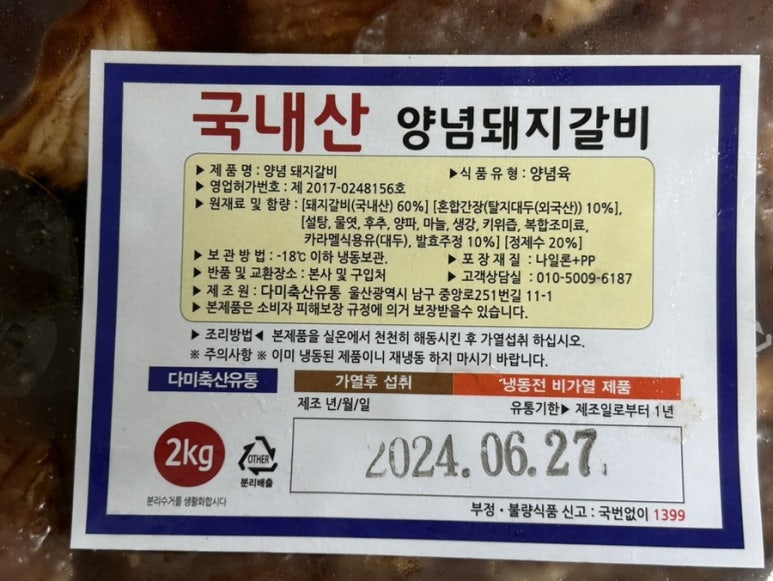 국내산 양념돼지갈비
▶ 제 품 명 : 양념 돼지갈비 ▶식 품 유 형 : 양념육
▶ 영업허가번호 : 제 2017-0248156호
▶ 원재료 및 함량 : [돼지갈비(국내산) 60%] [혼합간장(탈지대두(외국산)) 10%],
[설탕, 물엿, 후추, 양파, 마늘, 생강, 키위즙, 복합조미료,
카라멜식용유(대두), 발효주정 10%] [정제수 20%]
▶ 보 관 방 법 : -18℃ 이하 냉동보관. ▶ 포 장 재 질 : 나일론+PP
▶ 반품 및 교환장소 : 본사 및 구입처 ▶ 고객상담실 : 010-5009-6187
▶ 제 조 원 : 다미축산유통 울산광역시 남구 중앙로251번길 11-1
▶ 본제품은 소비자 피해보장 규정에 의거 보장받을수 있습니다.
▶ 조리방법◀ 본제품을 실온에서 천천히 해동시킨 후 가열섭취 하십시오.
※ 주의사항 ※ 이미 냉동된 제품이니 재냉동 하지 마시기 바랍니다.
다미축산유통 가열후 섭취 냉동전 비가열 제품
제조 년/월/일 유통기한▶ 제조일로부터 1년
2kg OTHER 2024.06.27.
분리배출
분리수거를 생활화합시다
부정·불량식품 신고 : 국번없이 1399